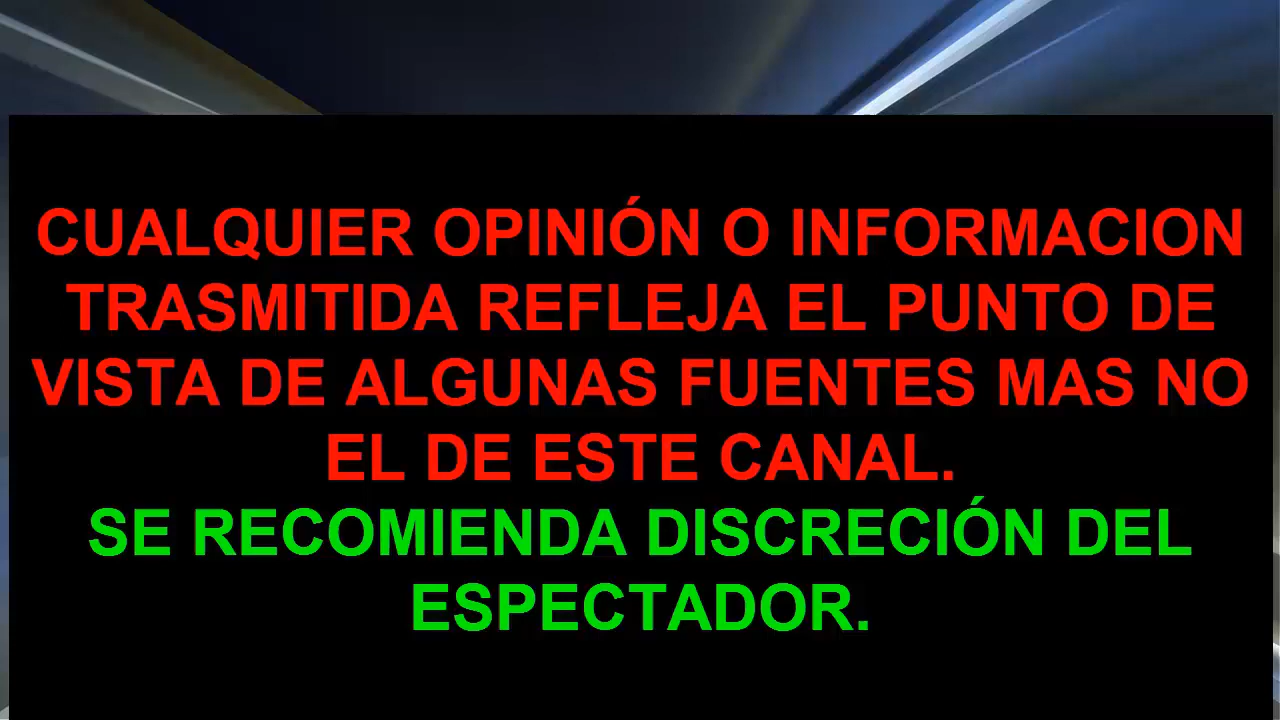 CUALQUIER OPINIÓN O INFORMACION
TRASMITIDA REFLEJA EL PUNTO DE
VISTA DE ALGUNAS FUENTES MAS NO
EL DE ESTE CANAL.
SE RECOMIENDA DISCRECIÓN DEL
ESPECTADOR.